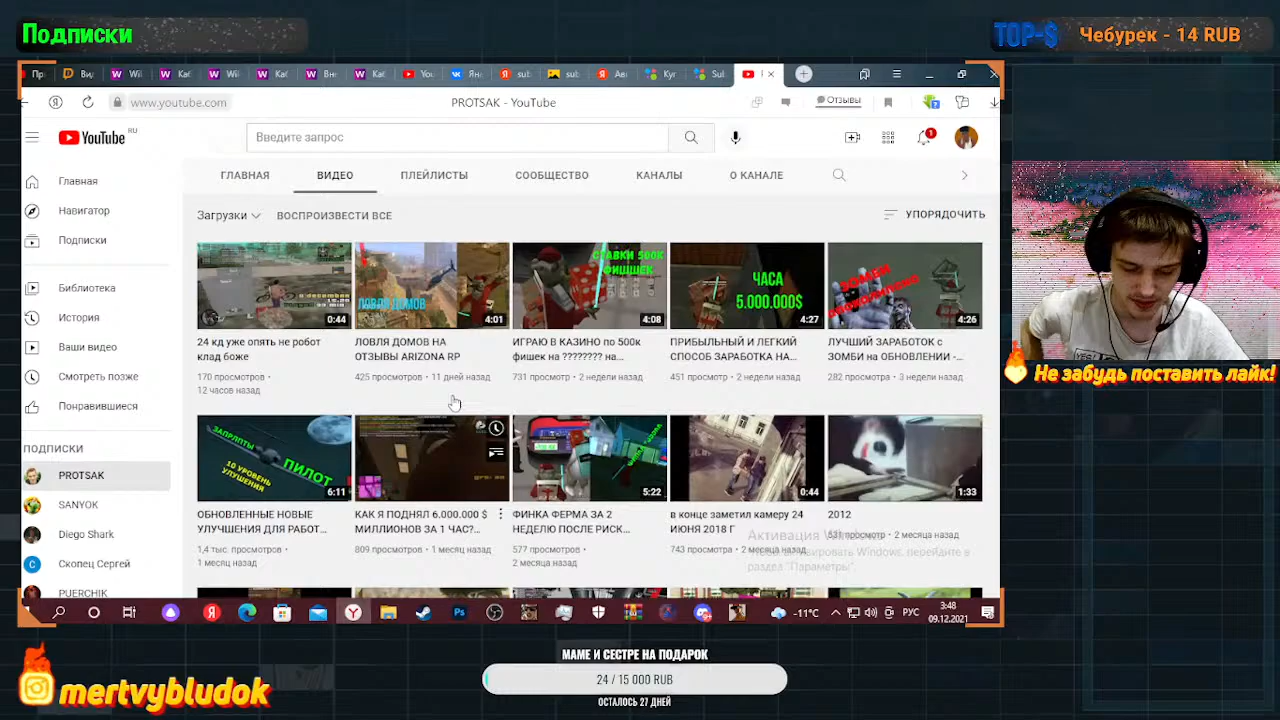 Подписки
TOP-$ Чебурек - 14 RUB
www.youtube.com
PROTSAK - YouTube
Отзывы
YouTube RU
Введите запрос
1
Главная
Навигатор
Подписки
Библиотека
История
Ваши видео
Смотреть позже
Понравившиеся
ПОДПИСКИ
PROTSAK
SANYOK
Diego Shark
Скопец Сергей
PUERCHIK
ГЛАВНАЯ ВИДЕО ПЛЕЙЛИСТЫ СООБЩЕСТВО КАНАЛЫ О КАНАЛЕ
Загрузки ВОСПРОИЗВЕСТИ ВСЕ УПОРЯДОЧИТЬ
0:44
24 кд уже опять не робот
клад боже
170 просмотров •
12 часов назад
ЛОВЛЯ ДОМОВ
4:01
ЛОВЛЯ ДОМОВ НА
ОТЗЫВЫ ARIZONA RP
425 просмотров • 11 дней назад
СТАВКИ 500К
ФИШШЕК
4:08
ИГРАЮ В КАЗИНО по 500к
фишек на ???????? на...
731 просмотр • 2 недели назад
ЧАСА
5.000.000$
4:27
ПРИБЫЛЬНЫЙ И ЛЕГКИЙ
СПОСОБ ЗАРАБОТКА НА...
451 просмотр • 2 недели назад
4:26
ЛУЧШИЙ ЗАРАБОТОК с
ЗОМБИ на ОБНОВЛЕНИИ -...
282 просмотра • 3 недели назад
ЗАПРЛПТЫ
ПИЛОТ
10 УРОВЕНЬ
УЛУШЕНИЯ
6:11
ОБНОВЛЕННЫЕ НОВЫЕ
УЛУЧШЕНИЯ ДЛЯ РАБОТ...
1,4 тыс. просмотров •
1 месяц назад
КАК Я ПОДНЯЛ 6.000.000 $
МИЛЛИОНОВ ЗА 1 ЧАС?...
809 просмотров • 1 месяц назад
5:22
ФИНКА ФЕРМА ЗА 2
НЕДЕЛЮ ПОСЛЕ РИСК...
577 просмотров •
2 месяца назад
0:44
в конце заметил камеру 24
ИЮНЯ 2018 Г
743 просмотра • 2 месяца назад
1:33
2012
просмотр • 2 месяца назад
Активация Windows
Windows, перейдите в
раздел "Параметры".
-11°C
РУС
3:48
09.12.2021
Не забудь поставить лайк!
МАМЕ И СЕСТРЕ НА ПОДАРОК
24 / 15 000 RUB
ОСТАЛОСЬ 27 ДНЕЙ
mertvybludok